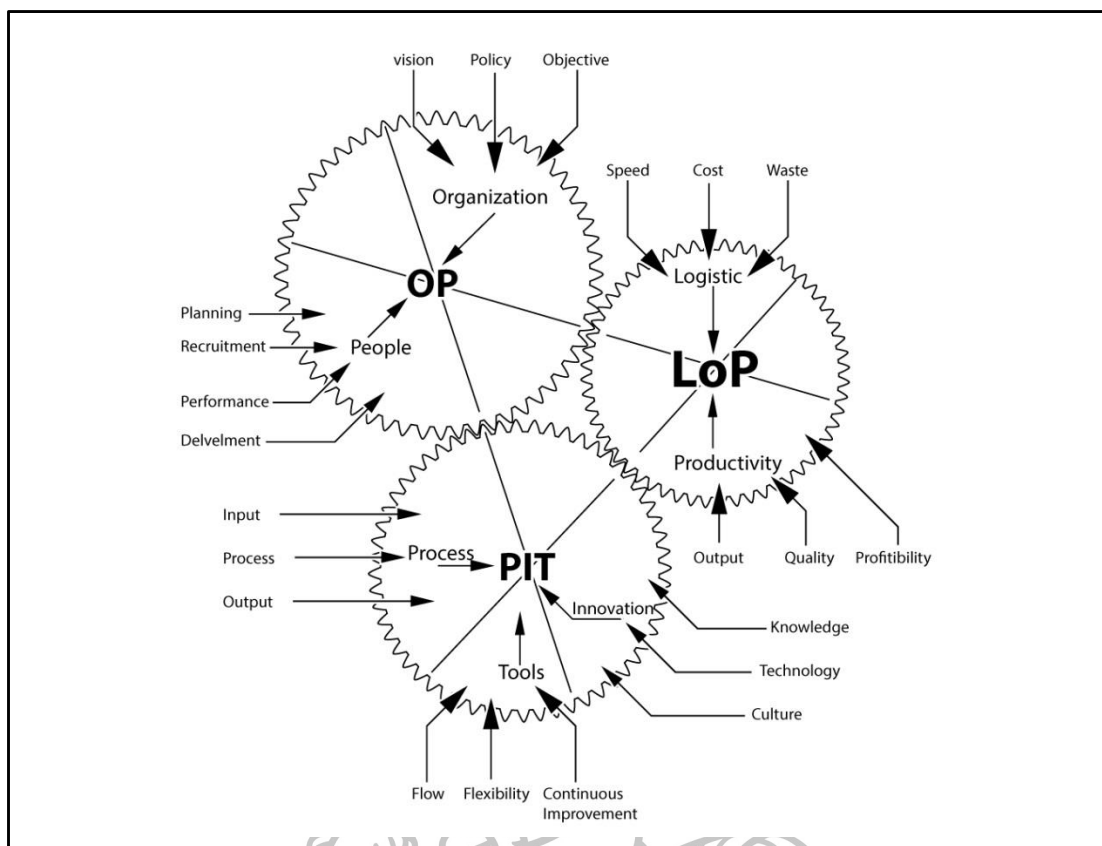 vision Policy Objective
Organization
OP
Planning
Recruitment
People
Performance
Delvelment
Speed Cost Waste
Logistic
LoP
Productivity
Output Quality Profitibility
Input
Process
Process
Output
PIT
Innovation
Tools
Knowledge
Technology
Culture
Flow Flexibility Continuous
Improvement